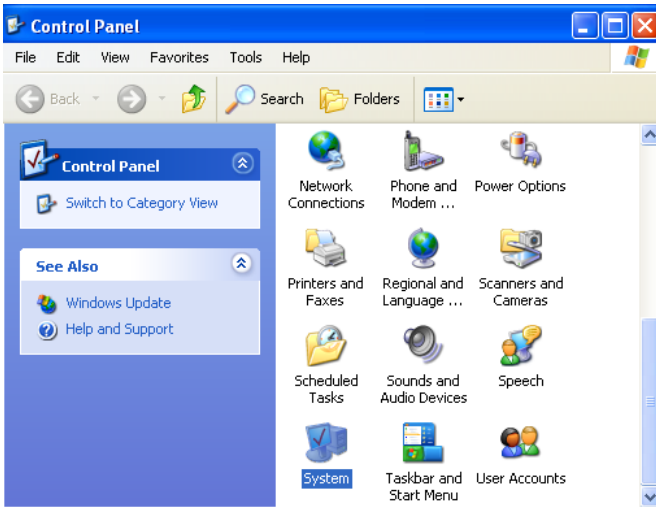 Control Panel
File Edit View Favorites Tools Help
Back Search Folders
Control Panel
Switch to Category View
See Also
Windows Update
Help and Support
Network
Connections
Phone and
Modem ...
Power Options
Printers and
Faxes
Regional and
Language ...
Scanners and
Cameras
Scheduled
Tasks
Sounds and
Audio Devices
Speech
System
Taskbar and
Start Menu
User Accounts